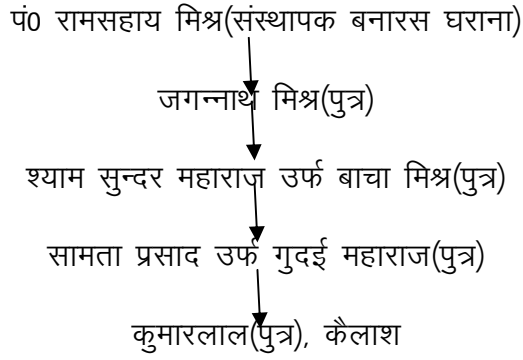 पं0 रामसहाय मिश्र(संस्थापक बनारस घराना)
जगन्नाथ मिश्र(पुत्र)
श्याम सुन्दर महाराज उर्फ बाचा मिश्र(पुत्र)
सामता प्रसाद उर्फ गुदई महाराज(पुत्र)
कुमारलाल(पुत्र), कैलाश